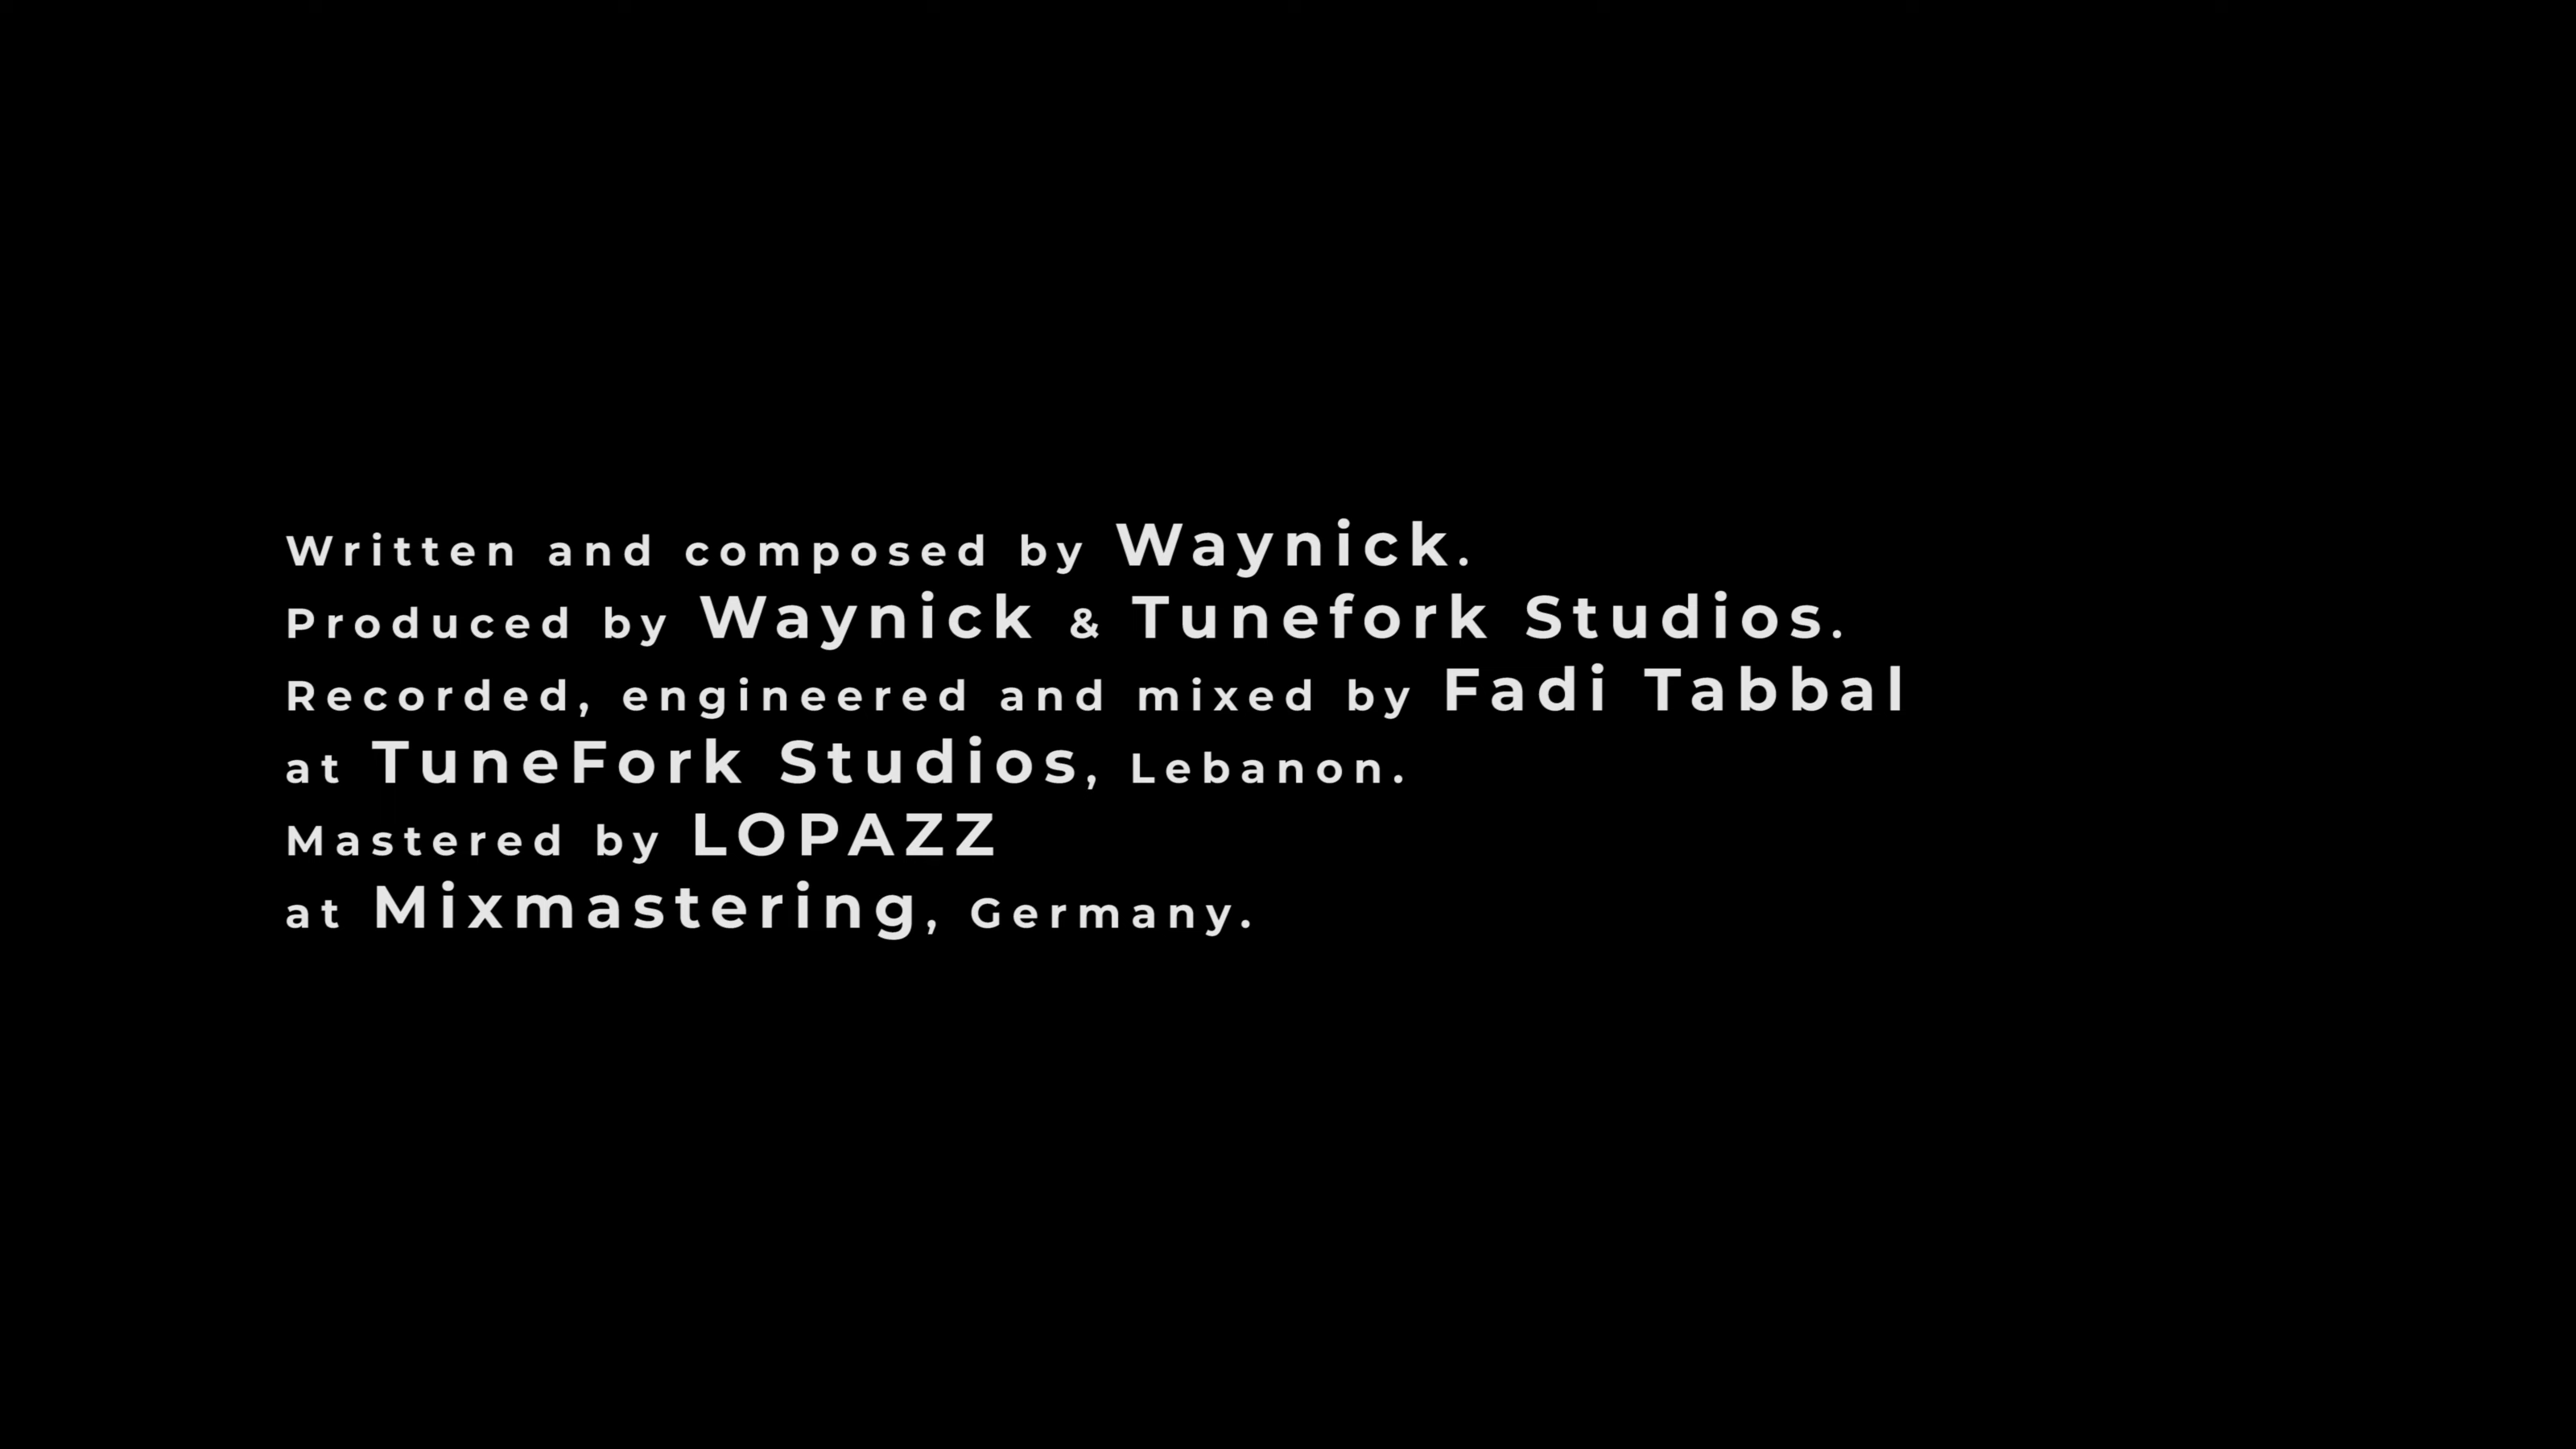 Written and composed by Waynick.
Produced by Waynick & Tunefork Studios.
Recorded, engineered and mixed by Fadi Tabbal
at TuneFork Studios, Lebanon.
Mastered by LOPAZZ
at Mixmastering, Germany.